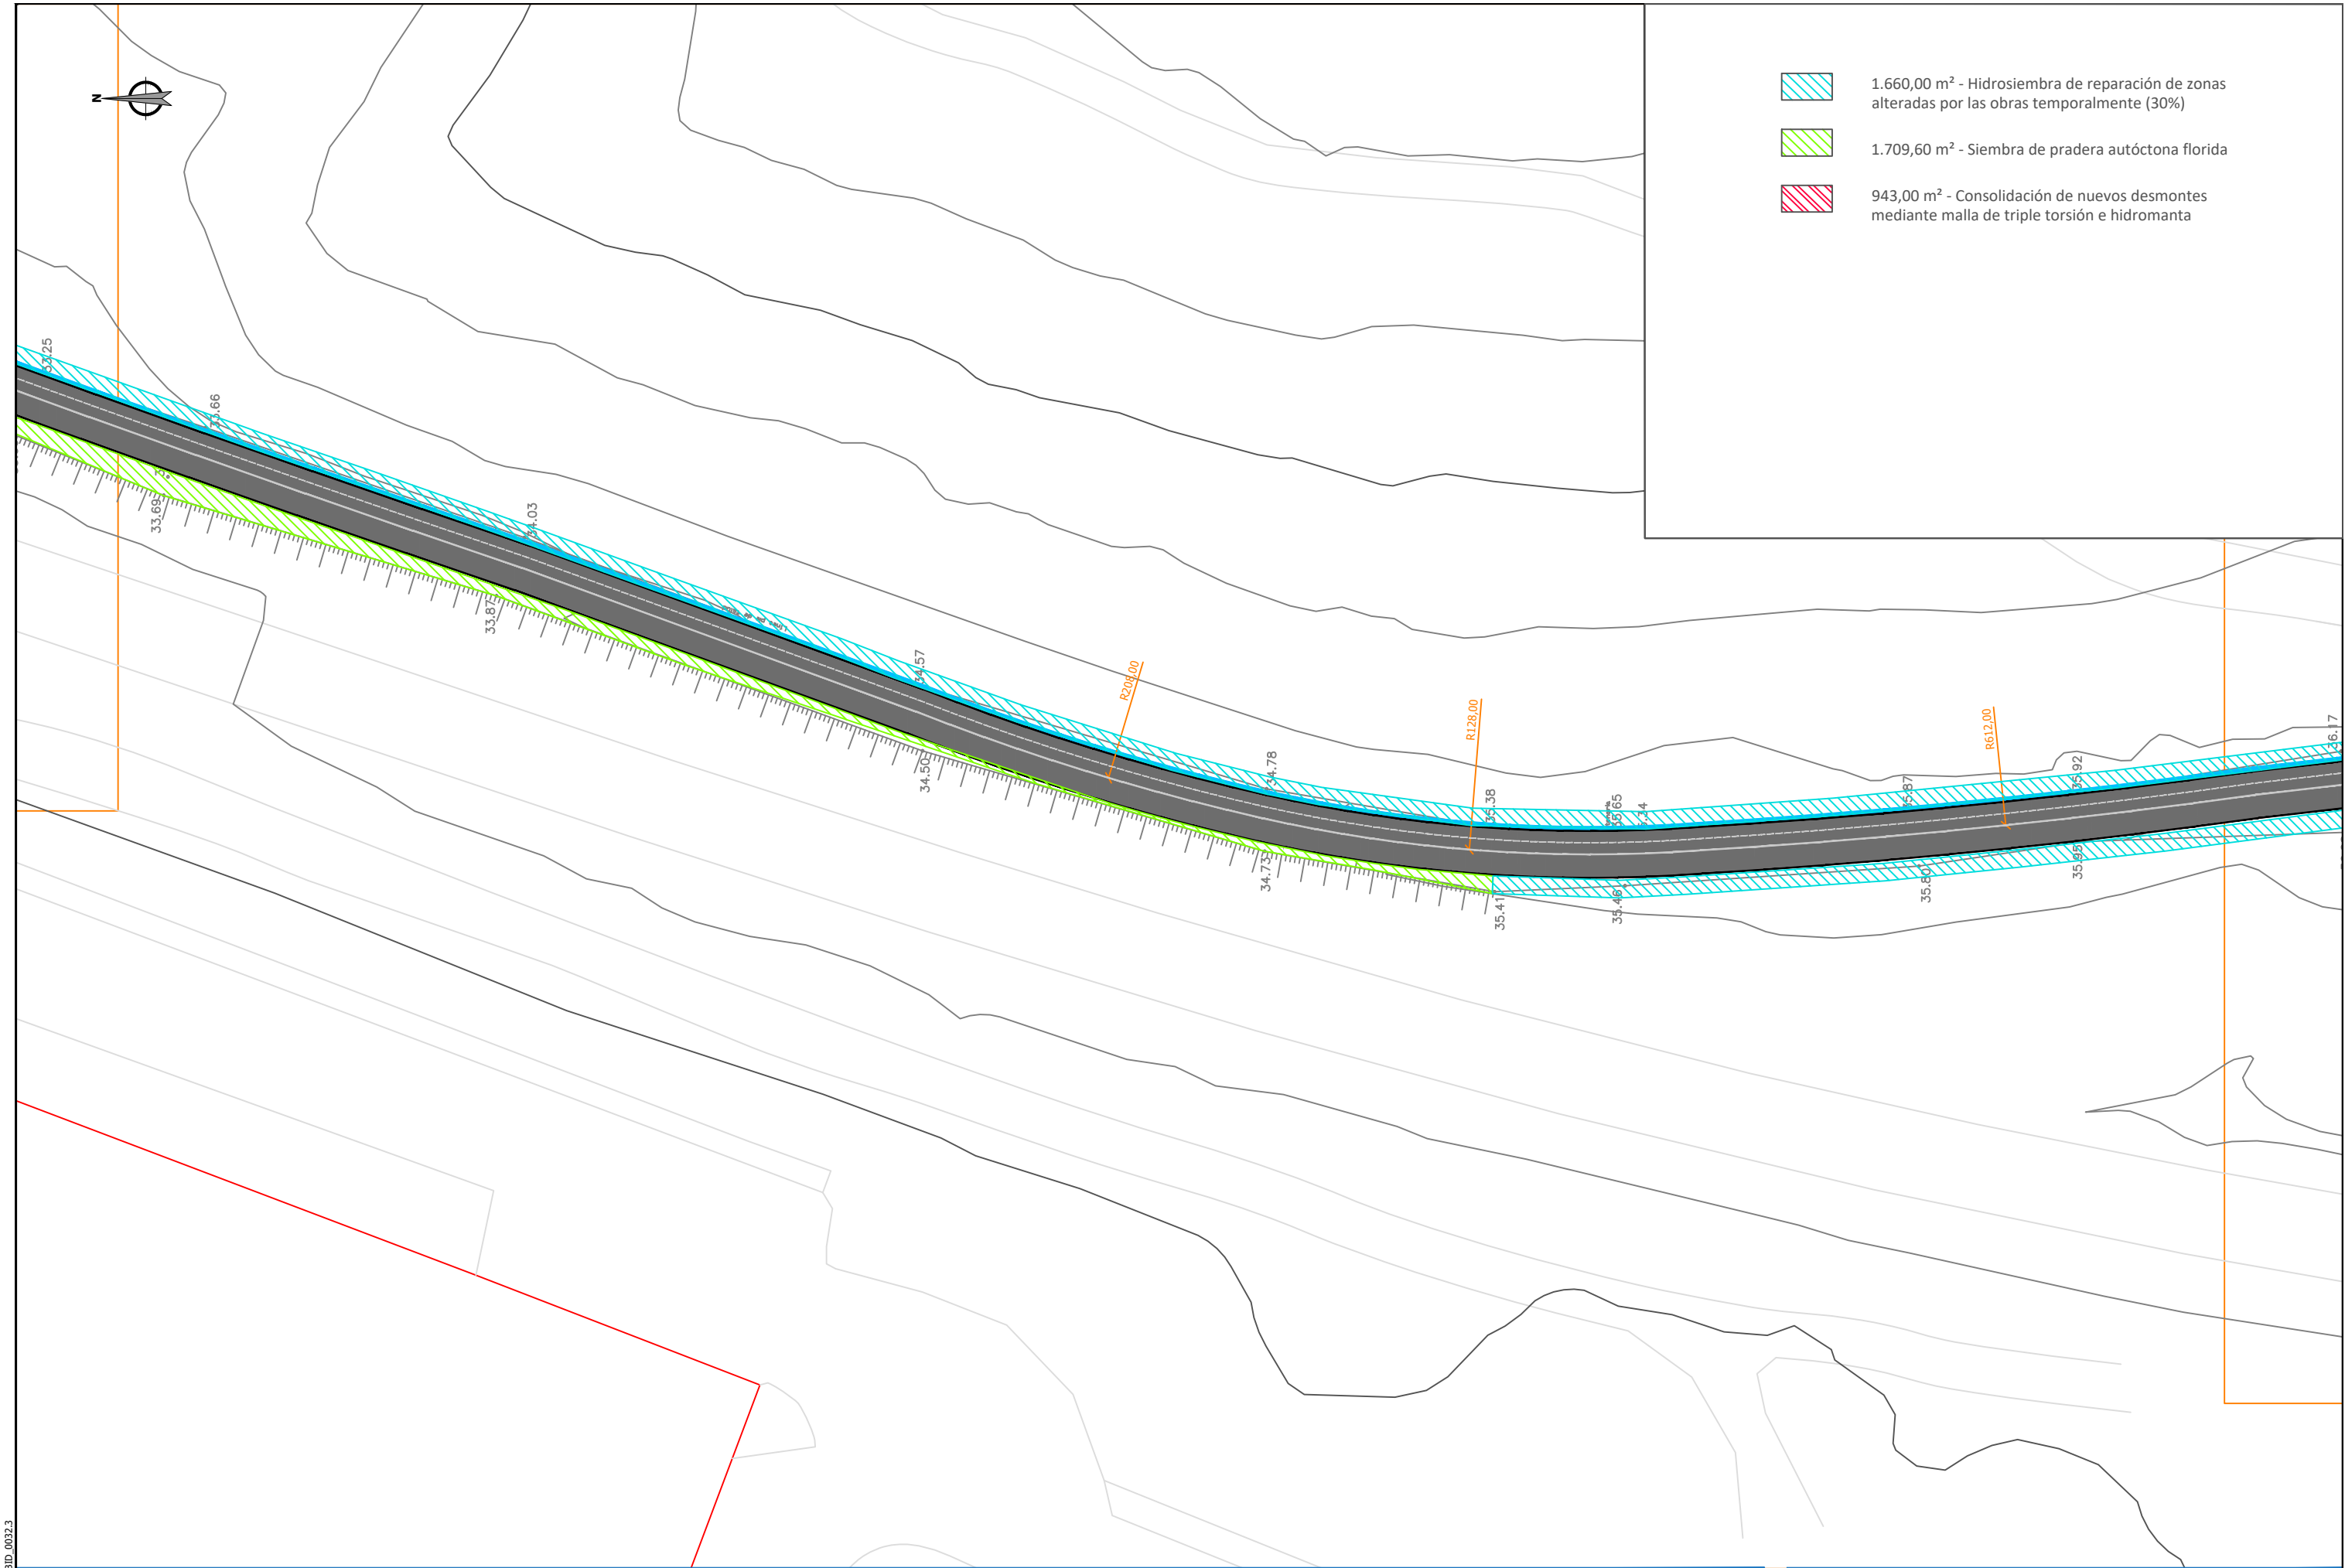 N
1.660,00 m² - Hidrosiembra de reparación de zonas
alteradas por las obras temporalmente (30%)
1.709,60 m² - Siembra de pradera autóctona florida
943,00 m² - Consolidación de nuevos desmontes
mediante malla de triple torsión e hidromanta
33.25
33.66
33.69
34.03
33.87
34.57
34.50
R208,00
34.78
34.73
R128,00
35.38
35.41
35.65
35.46
R612,00
35.87
35.80
35.92
35.95
36.17
BID_0032.3